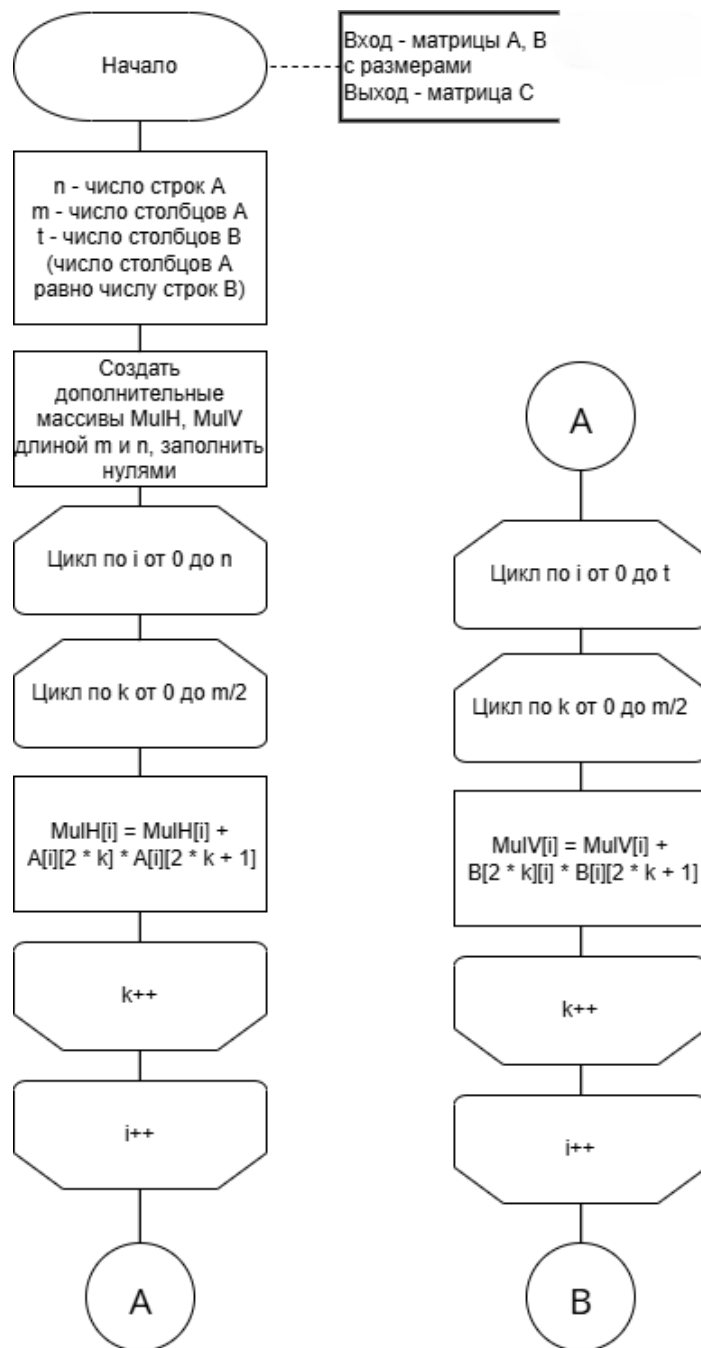 Начало
Вход - матрицы A, B
с размерами
Выход - матрица C
n - число строк A
m - число столбцов A
t - число столбцов B
(число столбцов A
равно числу строк B)
Создать
дополнительные
массивы MulH, MulV
длиной m и n, заполнить
нулями
Цикл по i от 0 до n
Цикл по k от 0 до m/2
MulH[i] = MulH[i] +
A[i][2 * k] * A[i][2 * k + 1]
k++
i++
A
A
Цикл по i от 0 до t
Цикл по k от 0 до m/2
MulV[i] = MulV[i] +
B[2 * k][i] * B[i][2 * k + 1]
k++
i++
B